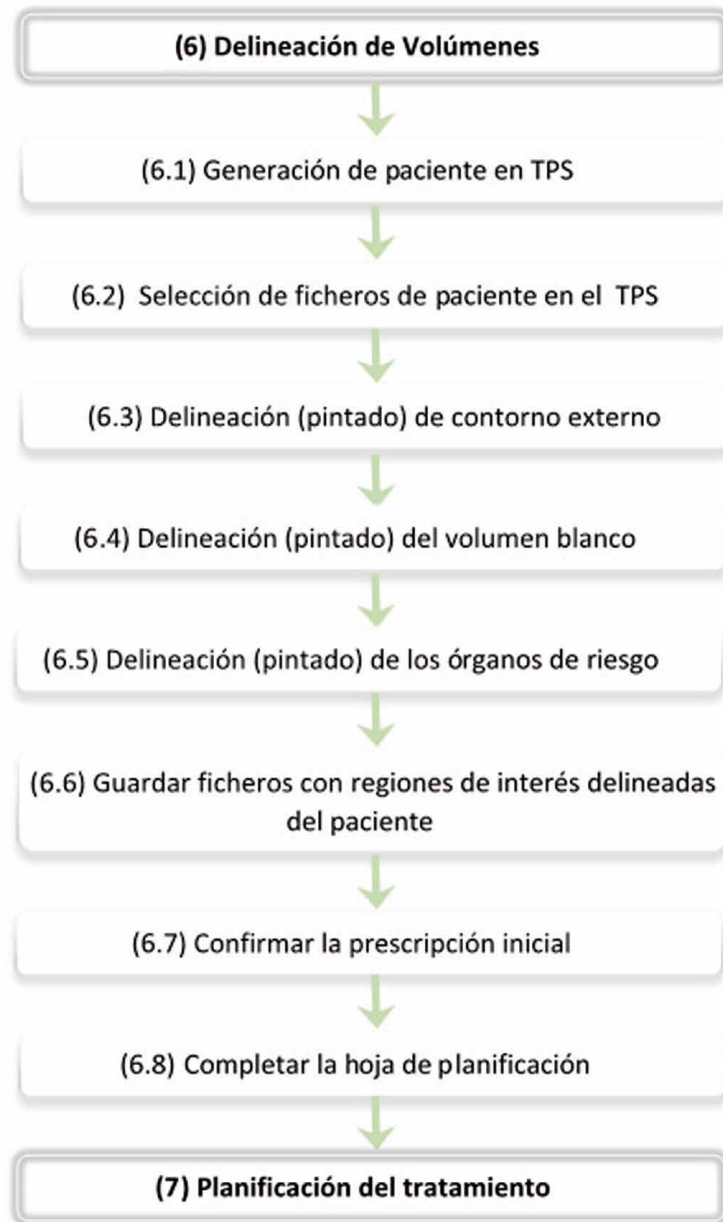 (6) Delineación de Volúmenes
(6.1) Generación de paciente en TPS
(6.2) Selección de ficheros de paciente en el TPS
(6.3) Delineación (pintado) de contorno externo
(6.4) Delineación (pintado) del volumen blanco
(6.5) Delineación (pintado) de los órganos de riesgo
(6.6) Guardar ficheros con regiones de interés delineadas
del paciente
(6.7) Confirmar la prescripción inicial
(6.8) Completar la hoja de planificación
(7) Planificación del tratamiento